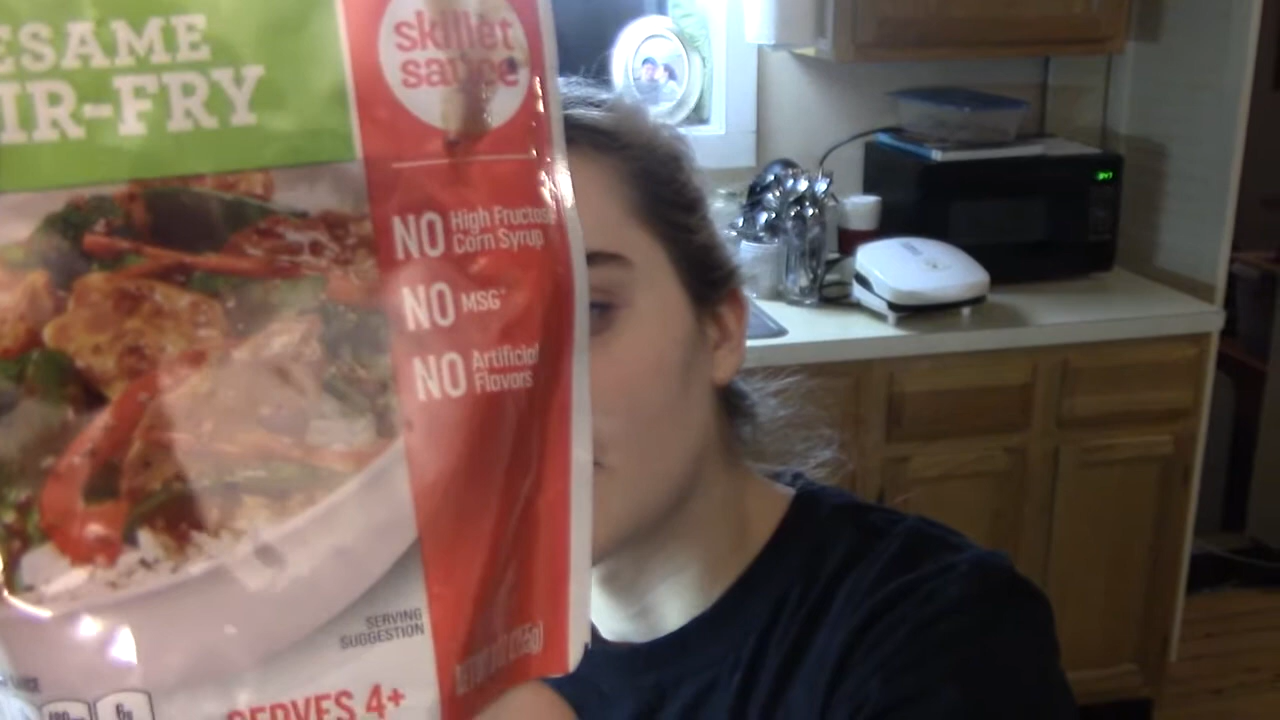 ESAME
IR-FRY
skillet
sauce
NO High Fructose
Corn Syrup
NO MSG*
NO Artificial
Flavors
SERVING
SUGGESTION
SERVES 4+
6g